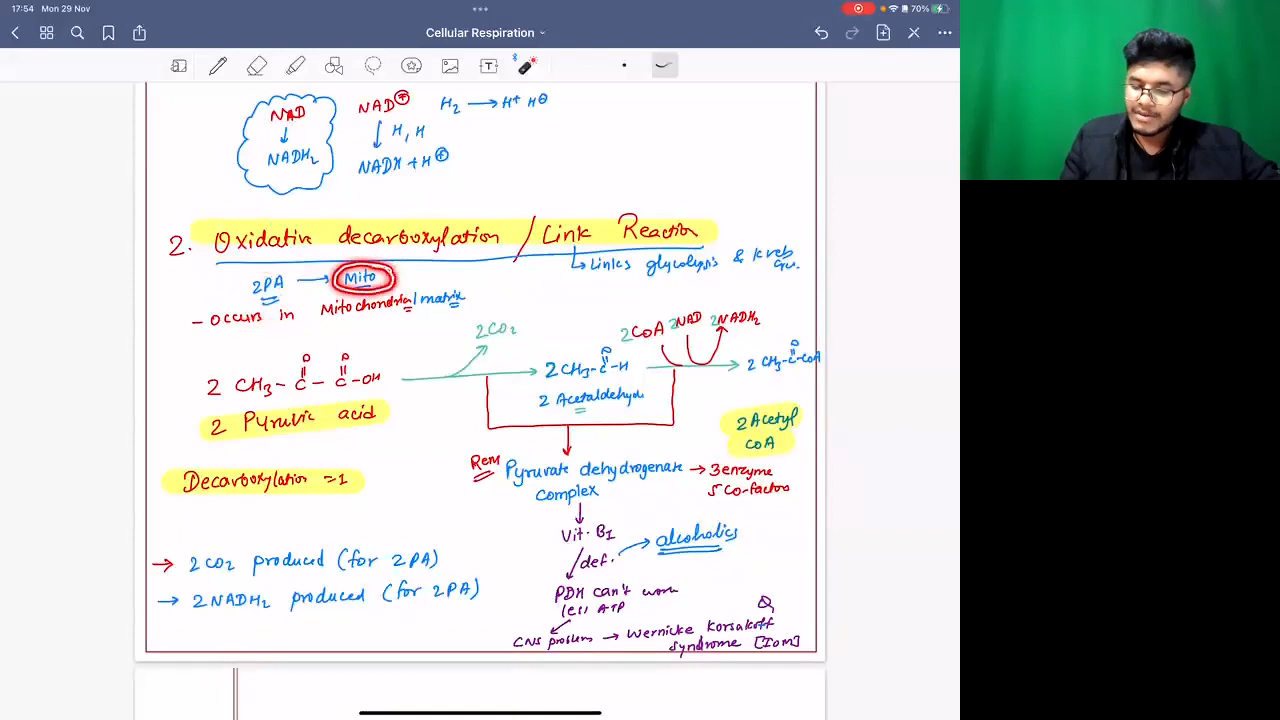 17:54 Mon 29 Nov
70%
Cellular Respiration
NAD
NADH2
NAD+
H, H
NADH + H+
H2 → H+ H⊖
2. Oxidative decarboxylation / Link Reaction
↳ Links glycolysis & kreb
2PA → Mito
- occurs in Mitochondria / matrix
2 CH3 - C - C - OH
O O
2 Pyruvic acid
2CO2
2 CH3 - C - H
O
2 Acetaldehyde
2CoA 2NAD 2NADH2
2 CH3 - C - CoA
O
2 Acetyl
CoA
Decarboxylation = 1
Rem
Pyruvate dehydrogenate
complex
→ 3 enzyme
5 Co-factors
Vit. B1
def.
alcoholics
PDH can't work
less ATP
CNS problem → Wernicke Korsakoff
syndrome [IOM]
Q
→ 2CO2 produced (for 2PA)
→ 2NADH2 produced (for 2PA)